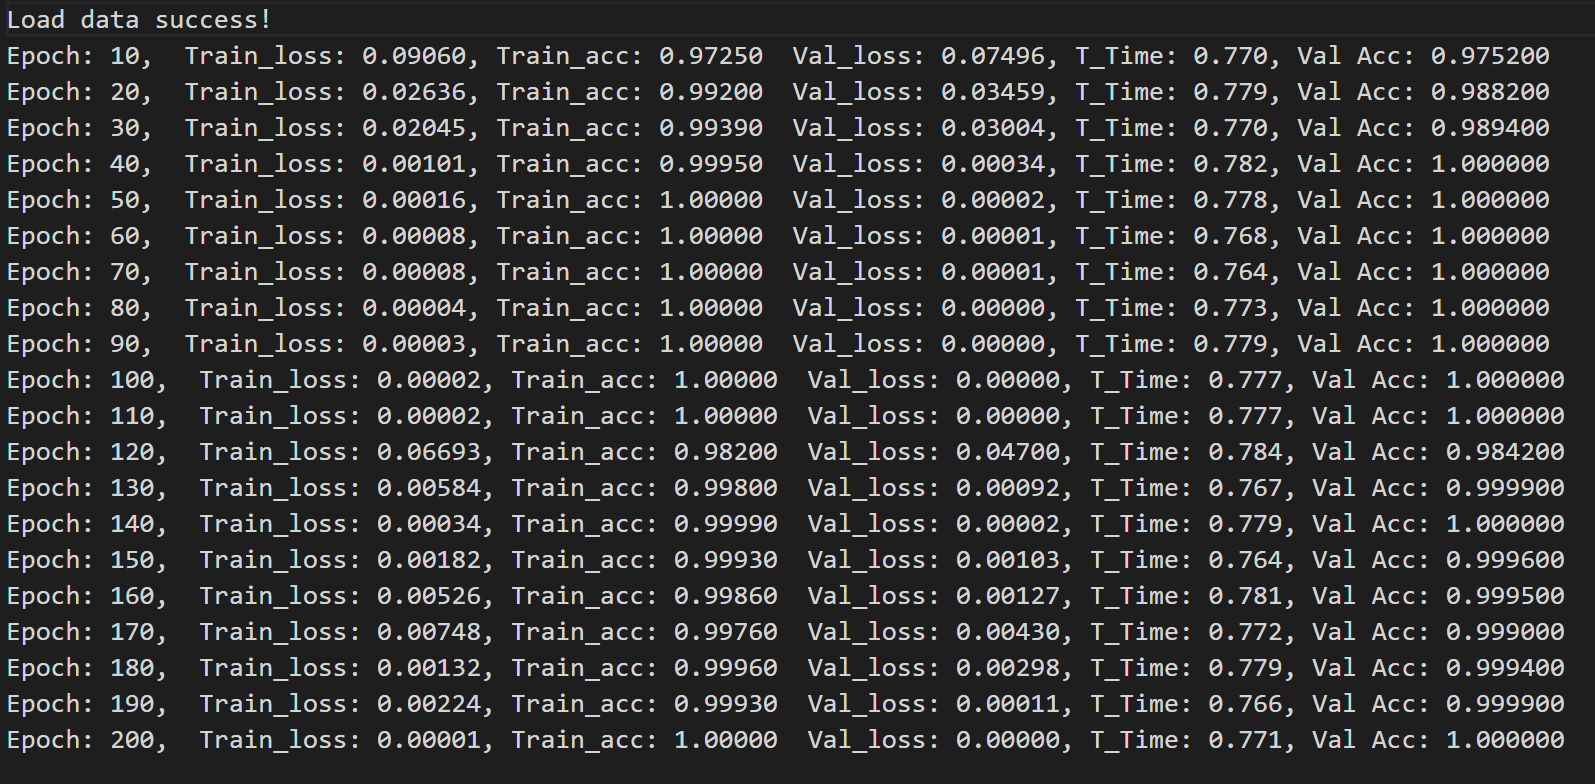 Load data success!
Epoch: 10,  Train_loss: 0.09060, Train_acc: 0.97250  Val_loss: 0.07496, T_Time: 0.770, Val Acc: 0.975200
Epoch: 20,  Train_loss: 0.02636, Train_acc: 0.99200  Val_loss: 0.03459, T_Time: 0.779, Val Acc: 0.988200
Epoch: 30,  Train_loss: 0.02045, Train_acc: 0.99390  Val_loss: 0.03004, T_Time: 0.770, Val Acc: 0.989400
Epoch: 40,  Train_loss: 0.00101, Train_acc: 0.99950  Val_loss: 0.00034, T_Time: 0.782, Val Acc: 1.000000
Epoch: 50,  Train_loss: 0.00016, Train_acc: 1.00000  Val_loss: 0.00002, T_Time: 0.778, Val Acc: 1.000000
Epoch: 60,  Train_loss: 0.00008, Train_acc: 1.00000  Val_loss: 0.00001, T_Time: 0.768, Val Acc: 1.000000
Epoch: 70,  Train_loss: 0.00008, Train_acc: 1.00000  Val_loss: 0.00001, T_Time: 0.764, Val Acc: 1.000000
Epoch: 80,  Train_loss: 0.00004, Train_acc: 1.00000  Val_loss: 0.00000, T_Time: 0.773, Val Acc: 1.000000
Epoch: 90,  Train_loss: 0.00003, Train_acc: 1.00000  Val_loss: 0.00000, T_Time: 0.779, Val Acc: 1.000000
Epoch: 100,  Train_loss: 0.00002, Train_acc: 1.00000  Val_loss: 0.00000, T_Time: 0.777, Val Acc: 1.000000
Epoch: 110,  Train_loss: 0.00002, Train_acc: 1.00000  Val_loss: 0.00000, T_Time: 0.777, Val Acc: 1.000000
Epoch: 120,  Train_loss: 0.06693, Train_acc: 0.98200  Val_loss: 0.04700, T_Time: 0.784, Val Acc: 0.984200
Epoch: 130,  Train_loss: 0.00584, Train_acc: 0.99800  Val_loss: 0.00092, T_Time: 0.767, Val Acc: 0.999900
Epoch: 140,  Train_loss: 0.00034, Train_acc: 0.99990  Val_loss: 0.00002, T_Time: 0.779, Val Acc: 1.000000
Epoch: 150,  Train_loss: 0.00182, Train_acc: 0.99930  Val_loss: 0.00103, T_Time: 0.764, Val Acc: 0.999600
Epoch: 160,  Train_loss: 0.00526, Train_acc: 0.99860  Val_loss: 0.00127, T_Time: 0.781, Val Acc: 0.999500
Epoch: 170,  Train_loss: 0.00748, Train_acc: 0.99760  Val_loss: 0.00430, T_Time: 0.772, Val Acc: 0.999000
Epoch: 180,  Train_loss: 0.00132, Train_acc: 0.99960  Val_loss: 0.00298, T_Time: 0.779, Val Acc: 0.999400
Epoch: 190,  Train_loss: 0.00224, Train_acc: 0.99930  Val_loss: 0.00011, T_Time: 0.766, Val Acc: 0.999900
Epoch: 200,  Train_loss: 0.00001, Train_acc: 1.00000  Val_loss: 0.00000, T_Time: 0.771, Val Acc: 1.000000